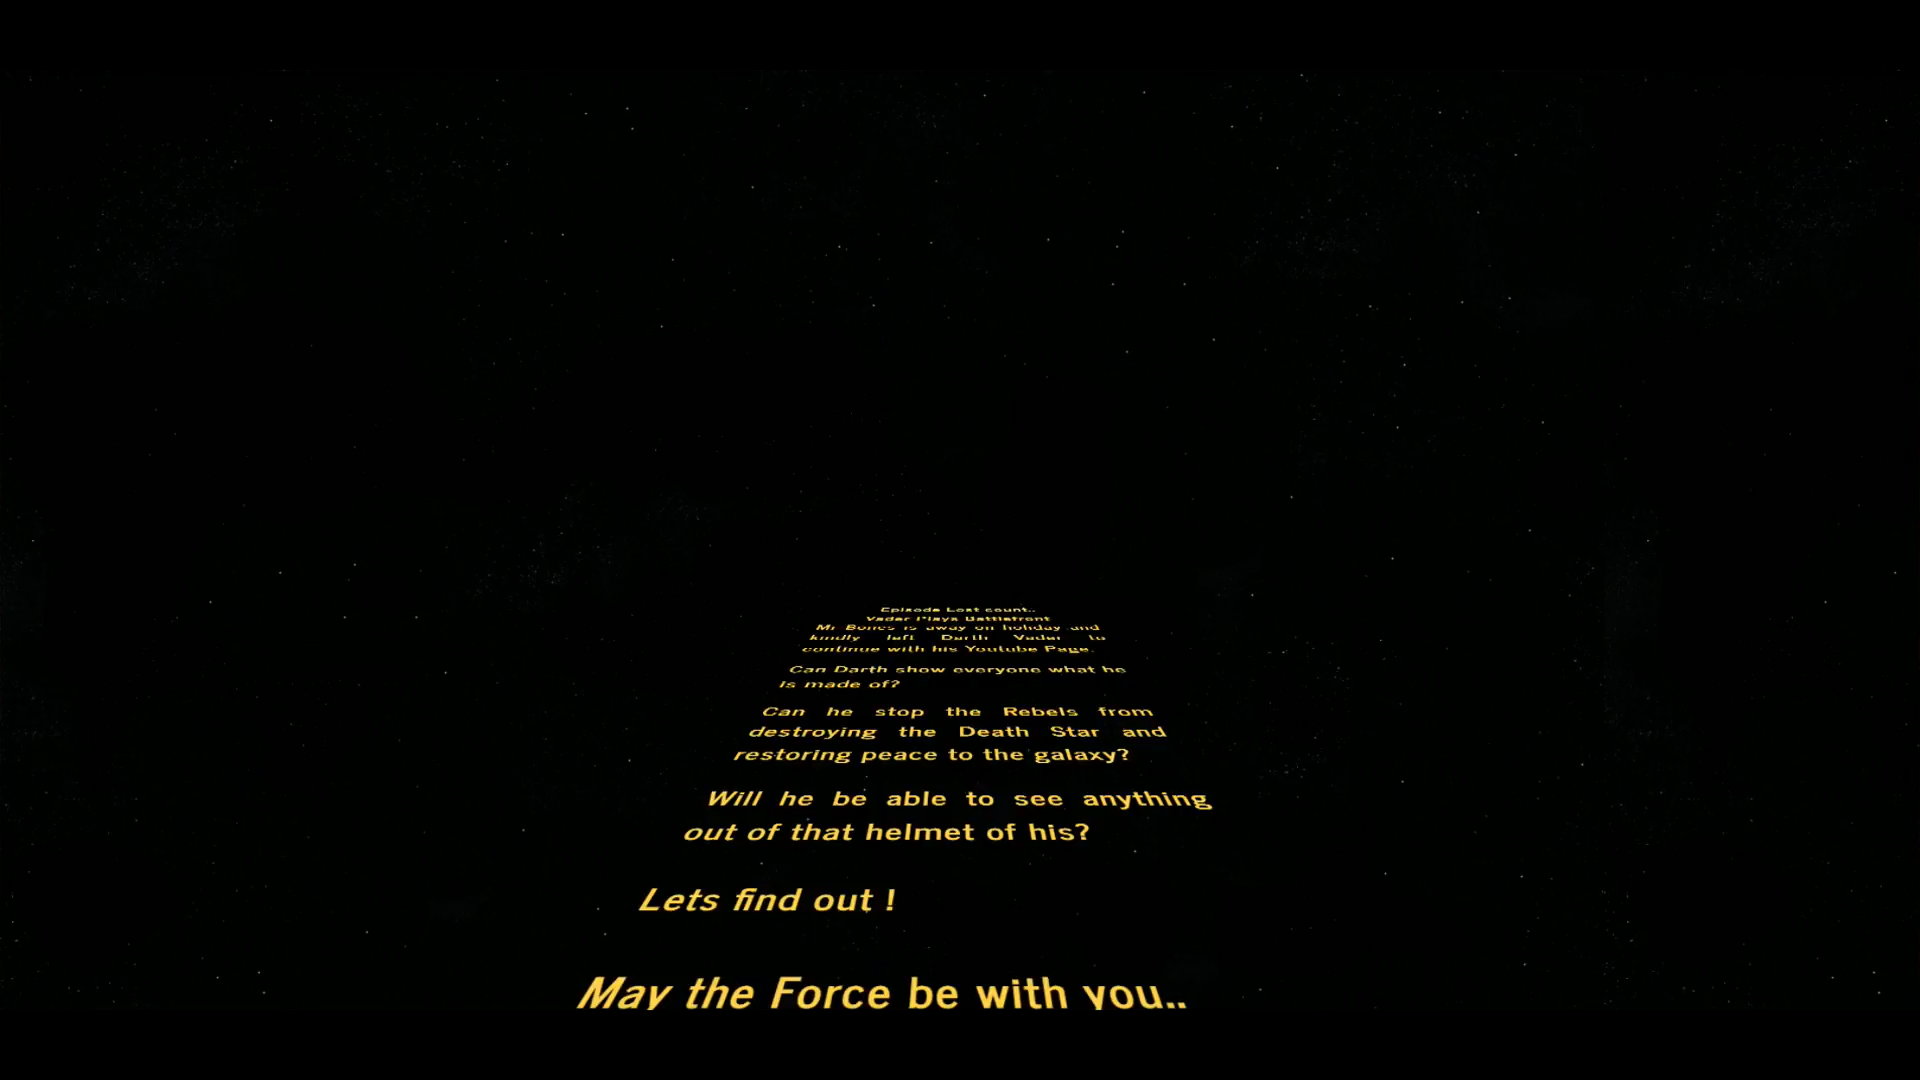 Episode Lost count..
Vader Plays Battlefront
Mr Bones is away on holiday and
kindly left Darth Vader to
continue with his Youtube Page.
Can Darth show everyone what he
is made of?
Can he stop the Rebels from
destroying the Death Star and
restoring peace to the galaxy?
Will he be able to see anything
out of that helmet of his?
Lets find out !
May the Force be with you..